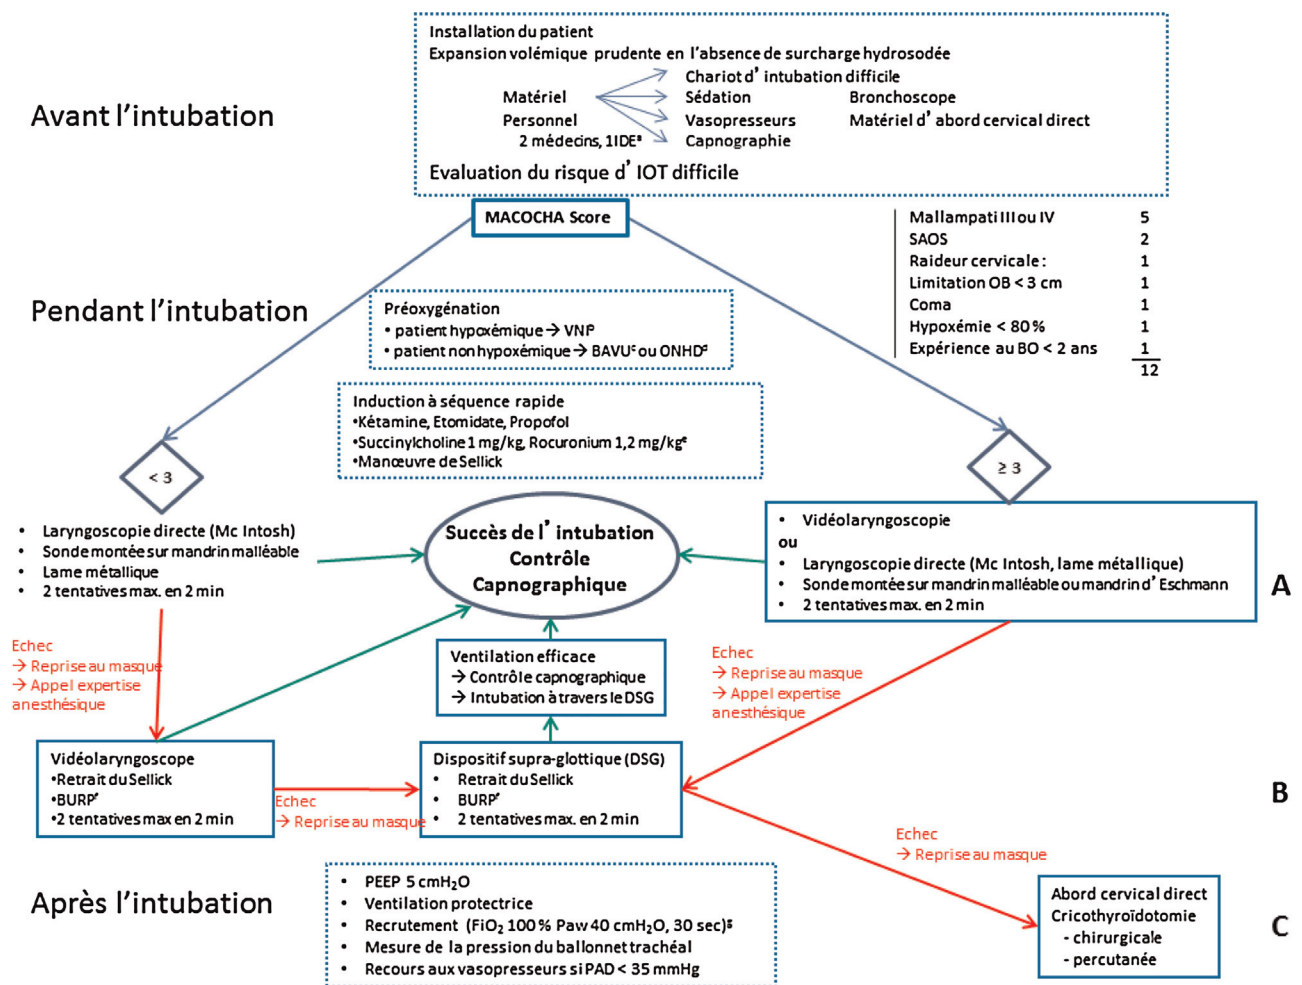 Avant l'intubation
Installation du patient
Expansion volémique prudente en l'absence de surcharge hydrosodée
Chariot d'intubation difficile
Matériel
Sédation
Bronchoscope
Personnel
Vasopresseurs
Matériel d'abord cervical direct
2 médecins, 1IDEa
Capnographie
Evaluation du risque d'IOT difficile
MACOCHA Score
Mallampati III ou IV 5
SAOS 2
Raideur cervicale : 1
Limitation OB < 3 cm 1
Coma 1
Hypoxémie < 80 % 1
Expérience au BO < 2 ans 1
12
Pendant l'intubation
Préoxygénation
• patient hypoxémique → VNIb
• patient non hypoxémique → BAVUc ou ONHDd
Induction à séquence rapide
•Kétamine, Etomidate, Propofol
•Succinylcholine 1 mg/kg, Rocuronium 1,2 mg/kge
•Manœuvre de Sellick
< 3
≥ 3
• Laryngoscopie directe (Mc Intosh)
• Sonde montée sur mandrin malléable
• Lame métallique
• 2 tentatives max. en 2 min
Succès de l'intubation
Contrôle
Capnographique
• Vidéolaryngoscopie
ou
• Laryngoscopie directe (Mc Intosh, lame métallique)
• Sonde montée sur mandrin malléable ou mandrin d'Eschmann
• 2 tentatives max. en 2 min
A
Echec
→ Reprise au masque
→ Appel expertise
anesthésique
Ventilation efficace
→ Contrôle capnographique
→ Intubation à travers le DSG
Echec
→ Reprise au masque
→ Appel expertise
anesthésique
Vidéolaryngoscope
•Retrait du Sellick
•BURPf
•2 tentatives max en 2 min
Echec
→ Reprise au masque
Dispositif supra-glottique (DSG)
• Retrait du Sellick
• BURPf
• 2 tentatives max. en 2 min
B
Echec
→ Reprise au masque
Après l'intubation
• PEEP 5 cmH2O
• Ventilation protectrice
• Recrutement (FiO2 100 % Paw 40 cmH2O, 30 sec)g
• Mesure de la pression du ballonnet trachéal
• Recours aux vasopresseurs si PAD < 35 mmHg
Abord cervical direct
Cricothyroïdotomie
- chirurgicale
- percutanée
C